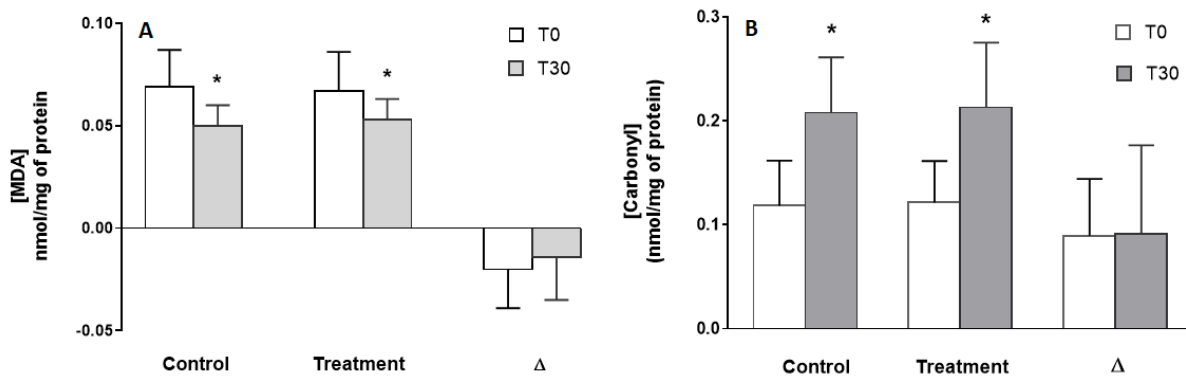 A
T0
T30
0.10
0.05
0.00
-0.05
[MDA]
nmol/mg of protein
*
*
Control
Treatment
Δ
B
T0
T30
0.3
0.2
0.1
0.0
[Carbonyl]
(nmol/mg of protein)
*
*
Control
Treatment
Δ